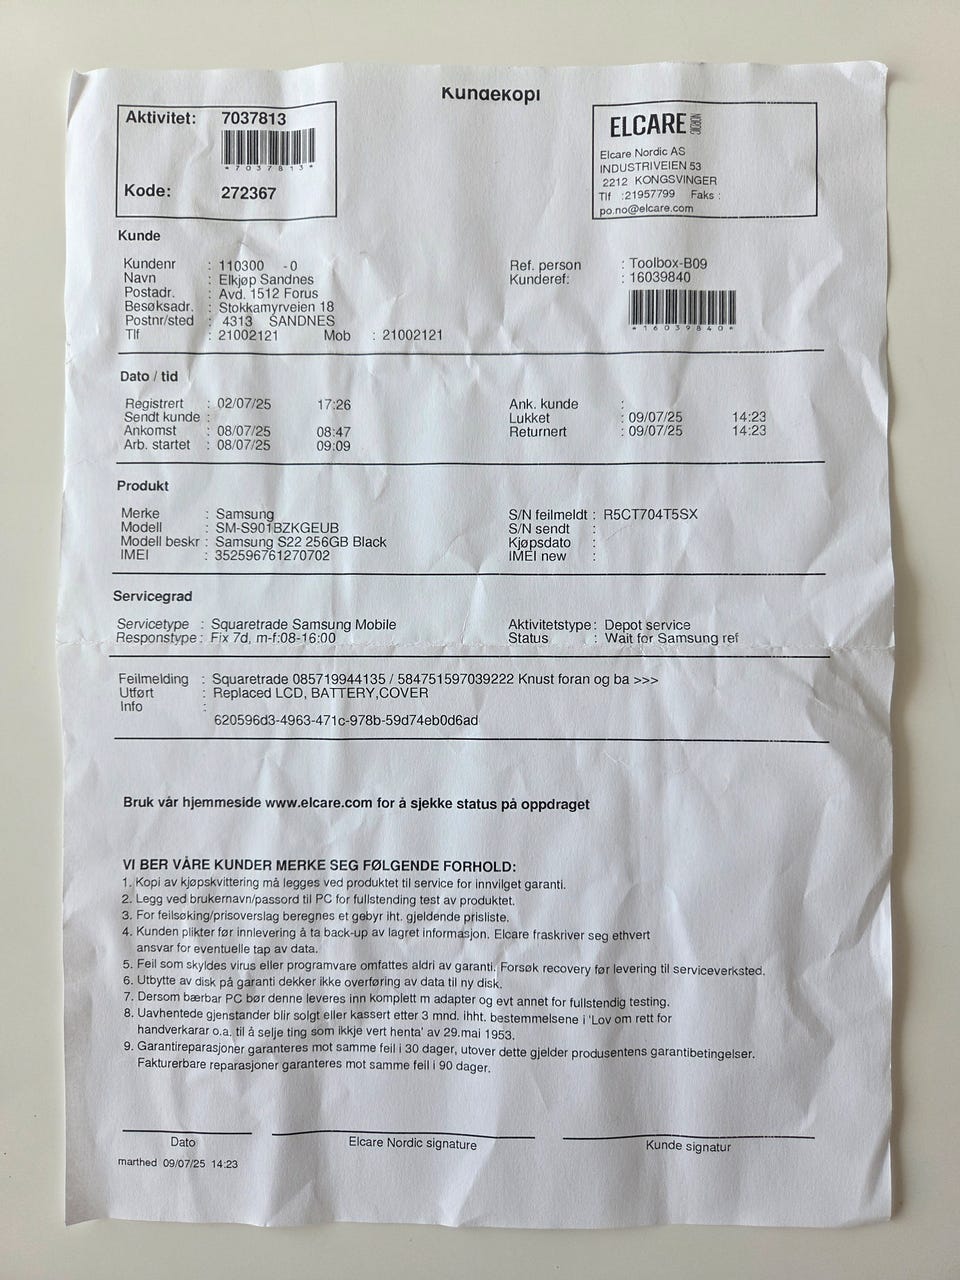 Kundekopi
Aktivitet: 7037813
*7037813*
Kode: 272367
ELCARE NORDIC
Elcare Nordic AS
INDUSTRIVEIEN 53
2212 KONGSVINGER
Tlf :21957799 Faks :
po.no@elcare.com
Kunde
Kundenr : 110300 -0
Navn : Elkjøp Sandnes
Postadr. : Avd. 1512 Forus
Besøksadr. : Stokkamyrveien 18
Postnr/sted : 4313 SANDNES
Tlf : 21002121 Mob : 21002121
Ref. person : Toolbox-B09
Kunderef: : 16039840
*16039840*
Dato / tid
Registrert : 02/07/25 17:26
Sendt kunde :
Ankomst : 08/07/25 08:47
Arb. startet : 08/07/25 09:09
Ank. kunde :
Lukket : 09/07/25 14:23
Returnert : 09/07/25 14:23
Produkt
Merke : Samsung
Modell : SM-S901BZKGEUB
Modell beskr : Samsung S22 256GB Black
IMEI : 352596761270702
S/N feilmeldt : R5CT704T5SX
S/N sendt :
Kjøpsdato :
IMEI new :
Servicegrad
Servicetype : Squaretrade Samsung Mobile
Responstype : Fix 7d, m-f:08-16:00
Aktivitetstype : Depot service
Status : Wait for Samsung ref
Feilmelding : Squaretrade 085719944135 / 584751597039222 Knust foran og ba >>>
Utført : Replaced LCD, BATTERY,COVER
Info :
620596d3-4963-471c-978b-59d74eb0d6ad
Bruk vår hjemmeside www.elcare.com for å sjekke status på oppdraget
VI BER VÅRE KUNDER MERKE SEG FØLGENDE FORHOLD:
1. Kopi av kjøpskvittering må legges ved produktet til service for innvilget garanti.
2. Legg ved brukernavn/passord til PC for fullstending test av produktet.
3. For feilsøking/prisoverslag beregnes et gebyr iht. gjeldende prisliste.
4. Kunden plikter før innlevering å ta back-up av lagret informasjon. Elcare fraskriver seg ethvert
ansvar for eventuelle tap av data.
5. Feil som skyldes virus eller programvare omfattes aldri av garanti. Forsøk recovery før levering til serviceverksted.
6. Utbytte av disk på garanti dekker ikke overføring av data til ny disk.
7. Dersom bærbar PC bør denne leveres inn komplett m adapter og evt annet for fullstendig testing.
8. Uavhentede gjenstander blir solgt eller kassert etter 3 mnd. ihht. bestemmelsene i 'Lov om rett for
handverkarar o.a. til å selje ting som ikkje vert henta' av 29.mai 1953.
9. Garantireparasjoner garanteres mot samme feil i 30 dager, utover dette gjelder produsentens garantibetingelser.
Fakturerbare reparasjoner garanteres mot samme feil i 90 dager.
Dato
Elcare Nordic signature
Kunde signatur
marthed 09/07/25 14:23